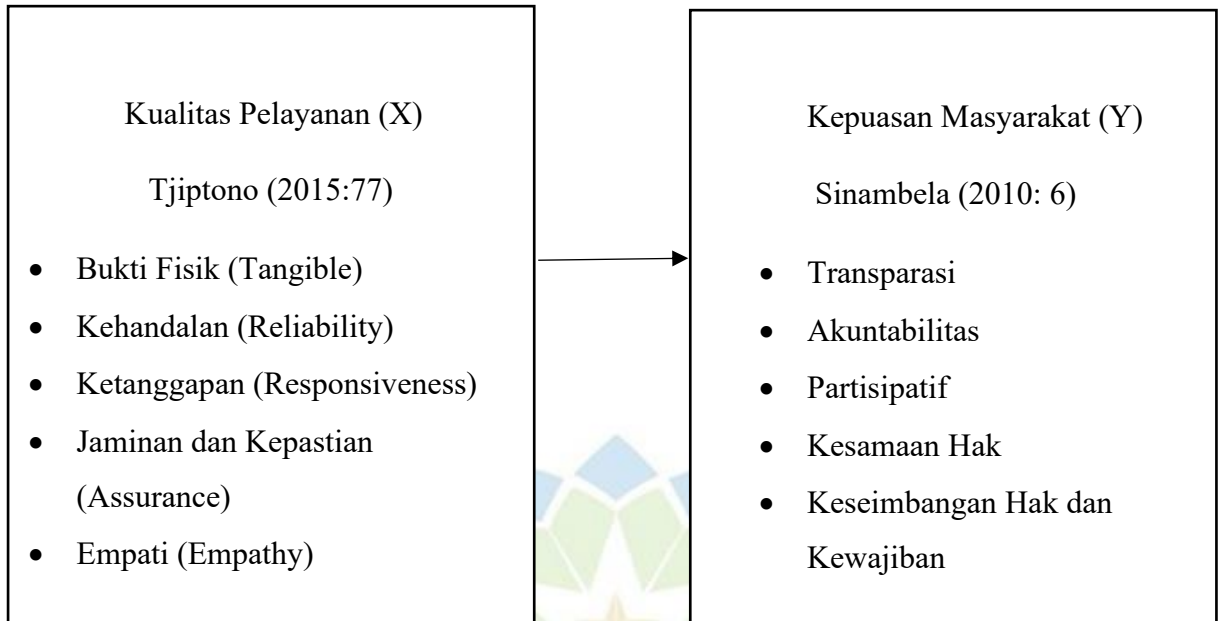 Kualitas Pelayanan (X)
Tjiptono (2015:77)
• Bukti Fisik (Tangible)
• Kehandalan (Reliability)
• Ketanggapan (Responsiveness)
• Jaminan dan Kepastian
(Assurance)
• Empati (Empathy)
Kepuasan Masyarakat (Y)
Sinambela (2010: 6)
• Transparasi
• Akuntabilitas
• Partisipatif
• Kesamaan Hak
• Keseimbangan Hak dan
Kewajiban